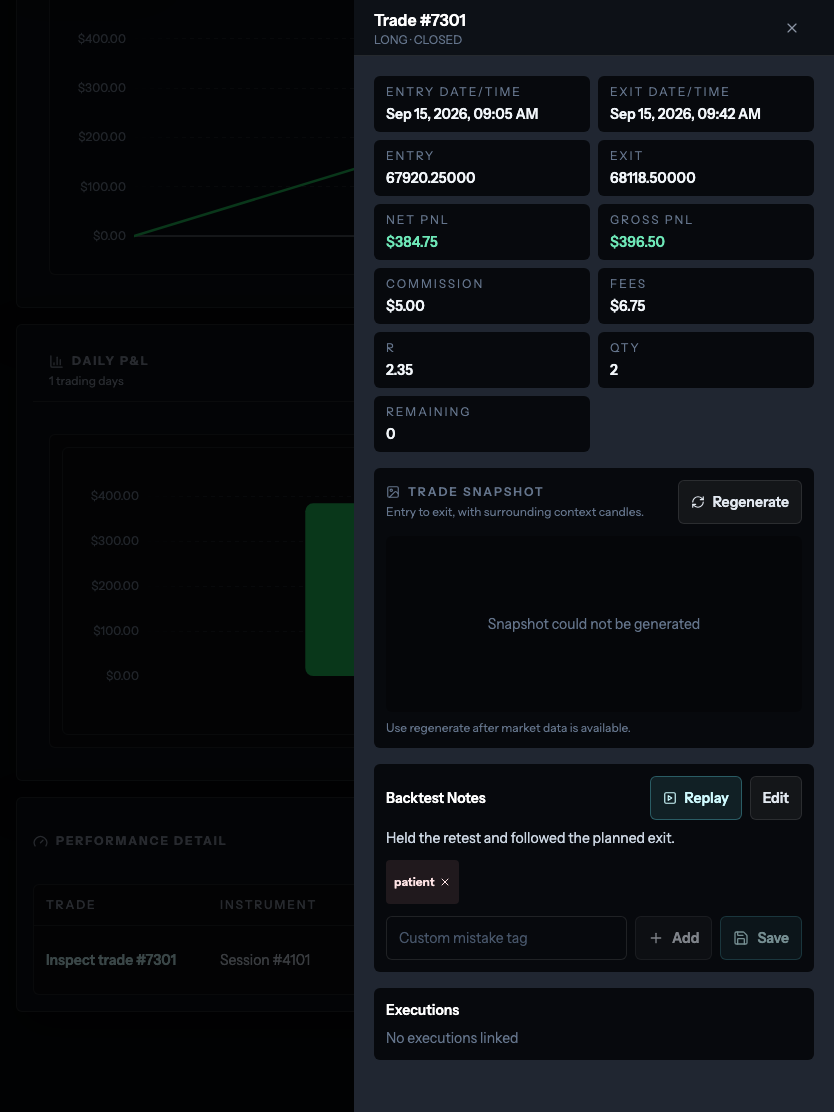 Trade #7301
LONG · CLOSED
ENTRY DATE/TIME
Sep 15, 2026, 09:05 AM
EXIT DATE/TIME
Sep 15, 2026, 09:42 AM
ENTRY
67920.25000
EXIT
68118.50000
NET PNL
$384.75
GROSS PNL
$396.50
COMMISSION
$5.00
FEES
$6.75
R
2.35
QTY
2
REMAINING
0
TRADE SNAPSHOT
Entry to exit, with surrounding context candles.
Regenerate
Snapshot could not be generated
Use regenerate after market data is available.
Backtest Notes
Replay
Edit
Held the retest and followed the planned exit.
patient
Custom mistake tag
Add
Save
Executions
No executions linked
$400.00
$300.00
$200.00
$100.00
$0.00
DAILY P&L
1 trading days
$400.00
$300.00
$200.00
$100.00
$0.00
PERFORMANCE DETAIL
TRADE INSTRUMENT
Inspect trade #7301 Session #4101